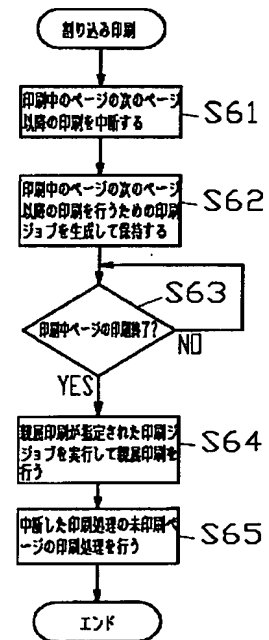 割り込み印刷
印刷中のページの次のページ
以降の印刷を中断する
S61
印刷中のページの次のページ
以降の印刷を行うための印刷
ジョブを生成して保持する
S62
S63
印刷中ページの印刷終了?
NO
YES
親展印刷が指定された印刷ジ
ジョブを実行して親展印刷を
行う
S64
中断した印刷処理の未印刷ペ
ージの印刷処理を行う
S65
エンド